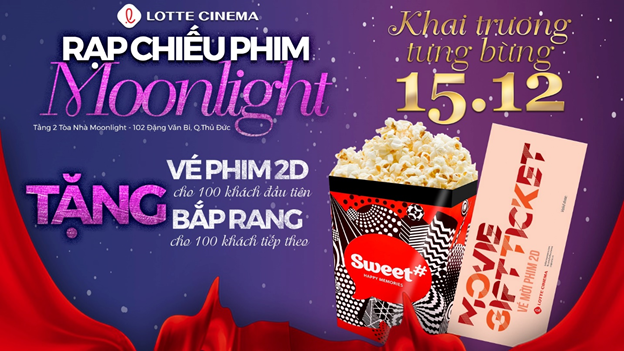 LOTTE CINEMA
RẠP CHIẾU PHIM
Moonlight
Tầng 2 Tòa Nhà Moonlight - 102 Đặng Văn Bi, Q.Thủ Đức
Khai trương
tưng bừng
15.12
TẶNG
VÉ PHIM 2D
cho 100 khách đầu tiên
BẮP RANG
cho 100 khách tiếp theo
Sweet#
HAPPY MEMORIES.
MOVIE
GIFTTICKET
VÉ MỜI PHIM 2D
LOTTE CINEMA